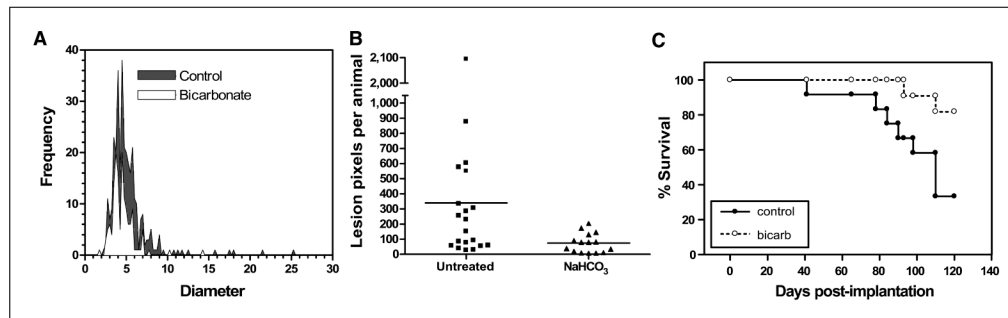 A
Frequency
40
30
20
10
0
0 5 10 15 20 25 30
Diameter
Control
Bicarbonate
B
Lesion pixels per animal
2,100
2,000
1,000
900
800
700
600
500
400
300
200
100
0
Untreated NaHCO3
C
% Survival
100
80
60
40
20
0
0 20 40 60 80 100 120 140
Days post-implantation
control
bicarb